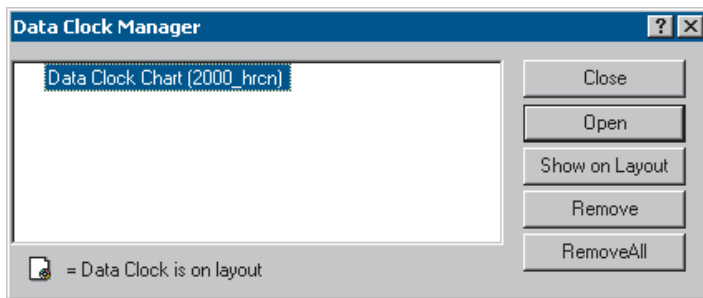 Data Clock Manager
Data Clock Chart (2000_hrcn)
Close
Open
Show on Layout
Remove
RemoveAll
= Data Clock is on layout